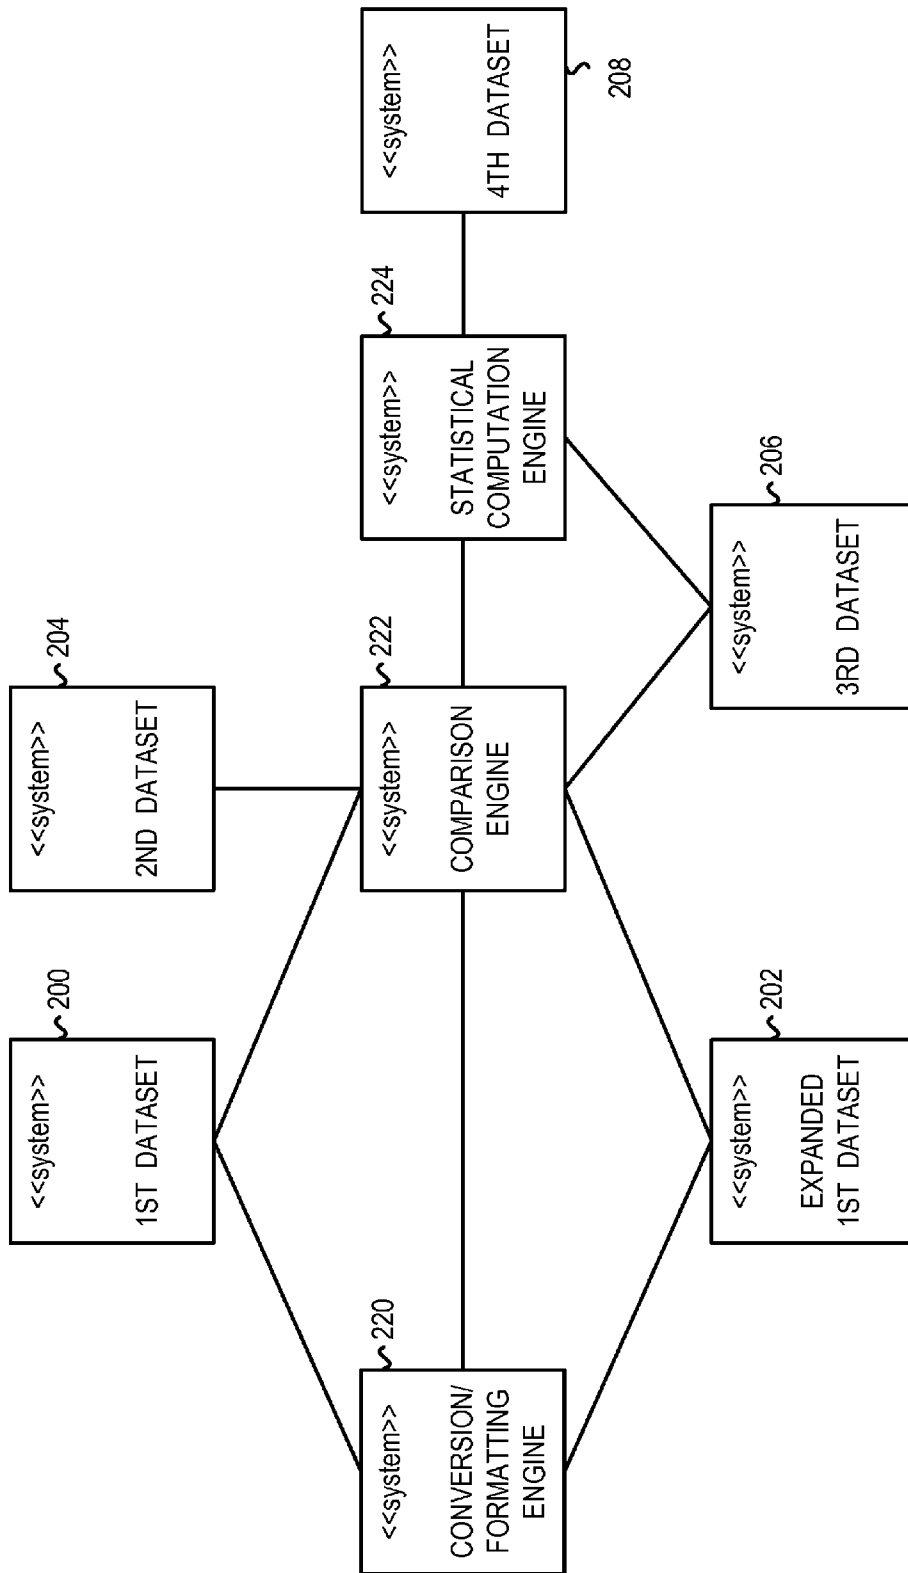 <<system>>
1ST DATASET
200
<<system>>
2ND DATASET
204
<<system>>
CONVERSION/
FORMATTING
ENGINE
220
<<system>>
COMPARISON
ENGINE
222
<<system>>
STATISTICAL
COMPUTATION
ENGINE
224
<<system>>
4TH DATASET
208
<<system>>
EXPANDED
1ST DATASET
202
<<system>>
3RD DATASET
206